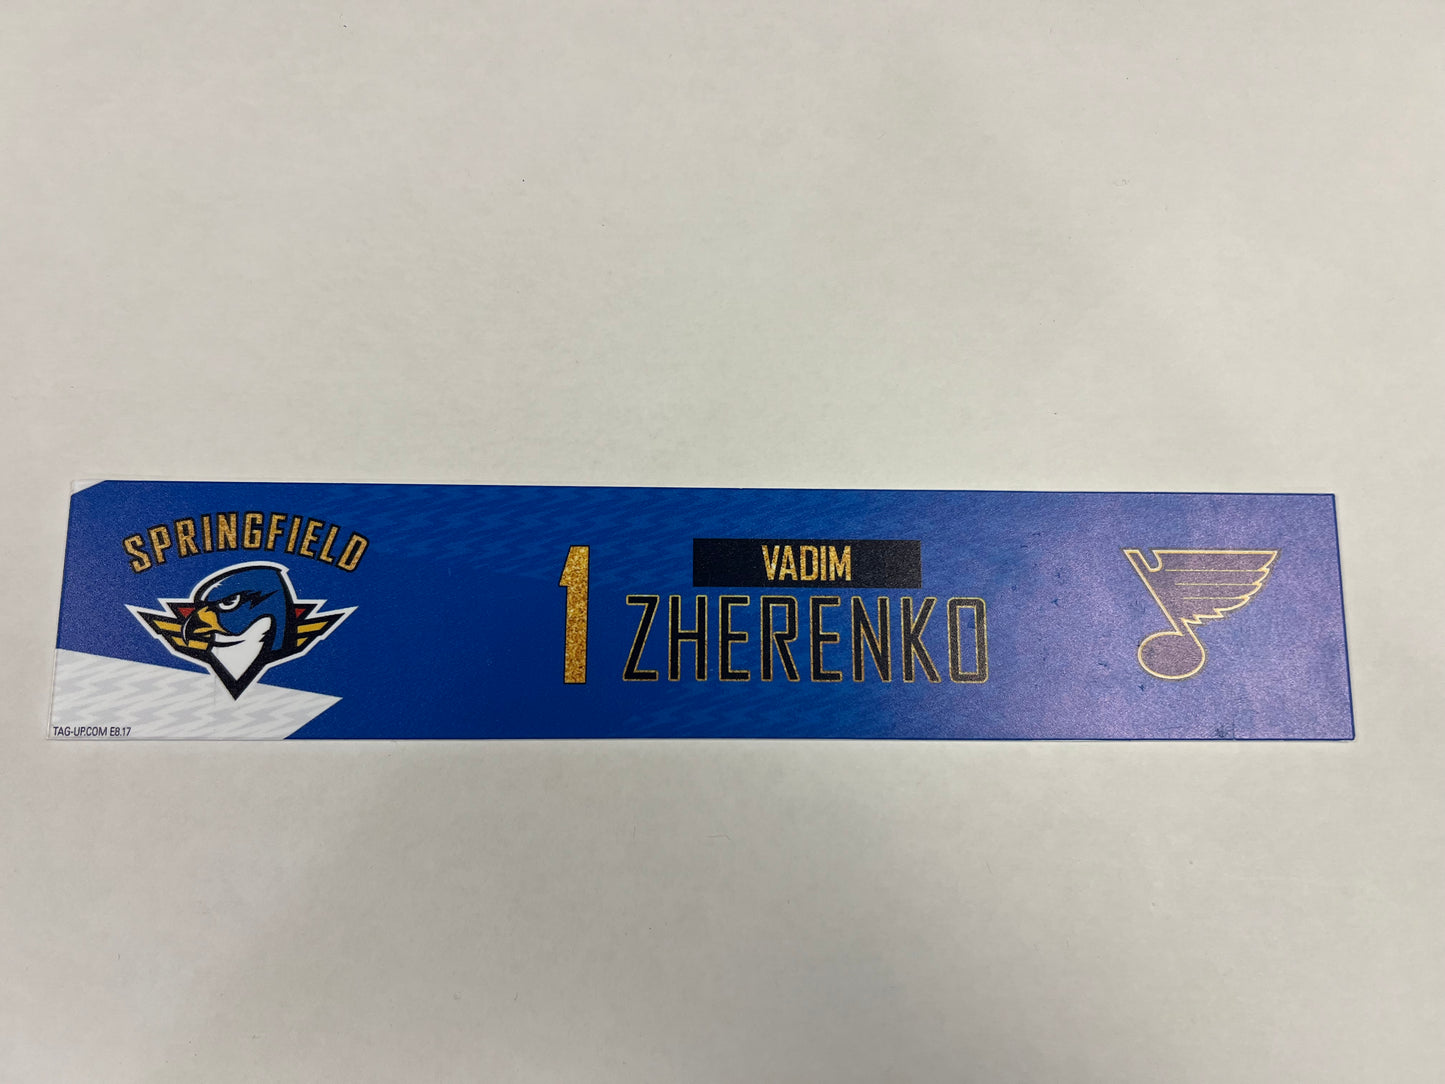 SPRINGFIELD
1
VADIM
ZHERENKO
TAG-UP.COM E8.17